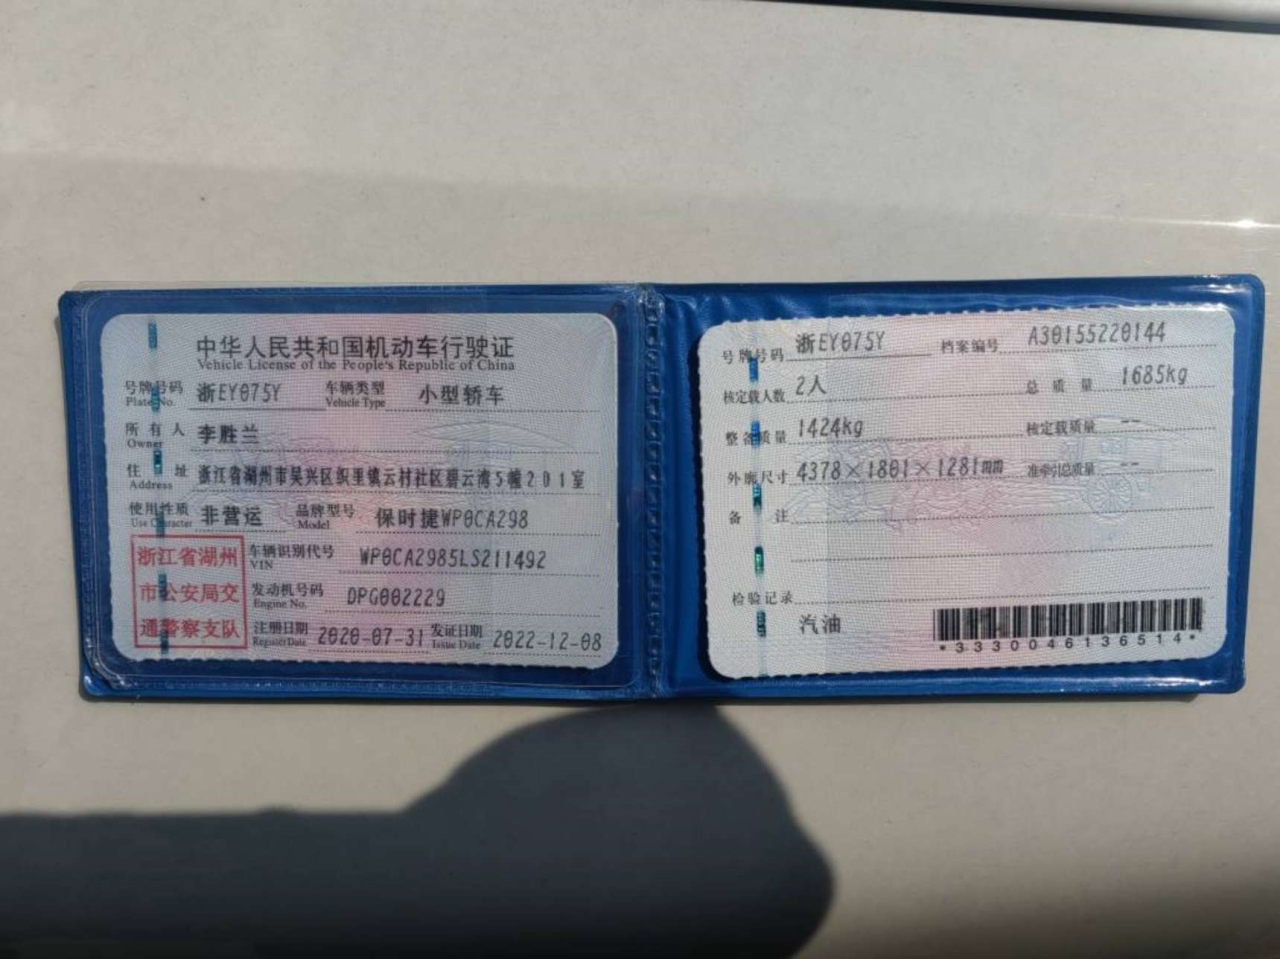 中华人民共和国机动车行驶证
Vehicle License of the People's Republic of China
号牌号码 浙EY075Y 车辆类型 小型轿车
Plate No. Vehicle Type
所有人 李胜兰
Owner
住址 浙江省湖州市吴兴区织里镇云村社区碧云湾5幢201室
Address
使用性质 非营运 品牌型号 保时捷WP0CA298
Use Character Model
浙江省湖州
市公安局交
通警察支队
车辆识别代号 WP0CA2985LS211492
VIN
发动机号码 DPG002229
Engine No.
注册日期 2020-07-31 发证日期 2022-12-08
Register Date Issue Date
号牌号码 浙EY075Y 档案编号 A30155220144
核定载人数 2人 总质量 1685kg
整备质量 1424kg 核定载质量 --
外廓尺寸 4378×1801×1281mm 准牵引总质量 --
备注
检验记录
汽油
*3330046136514*